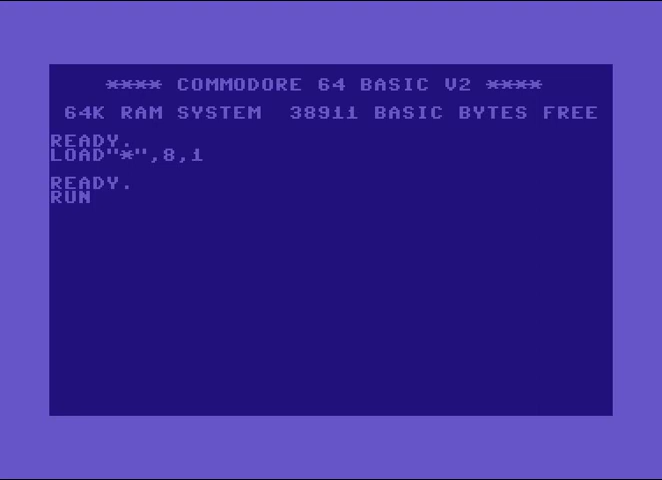 **** COMMODORE 64 BASIC V2 ****
64K RAM SYSTEM  38911 BASIC BYTES FREE
READY.
LOAD"*",8,1
READY.
RUN